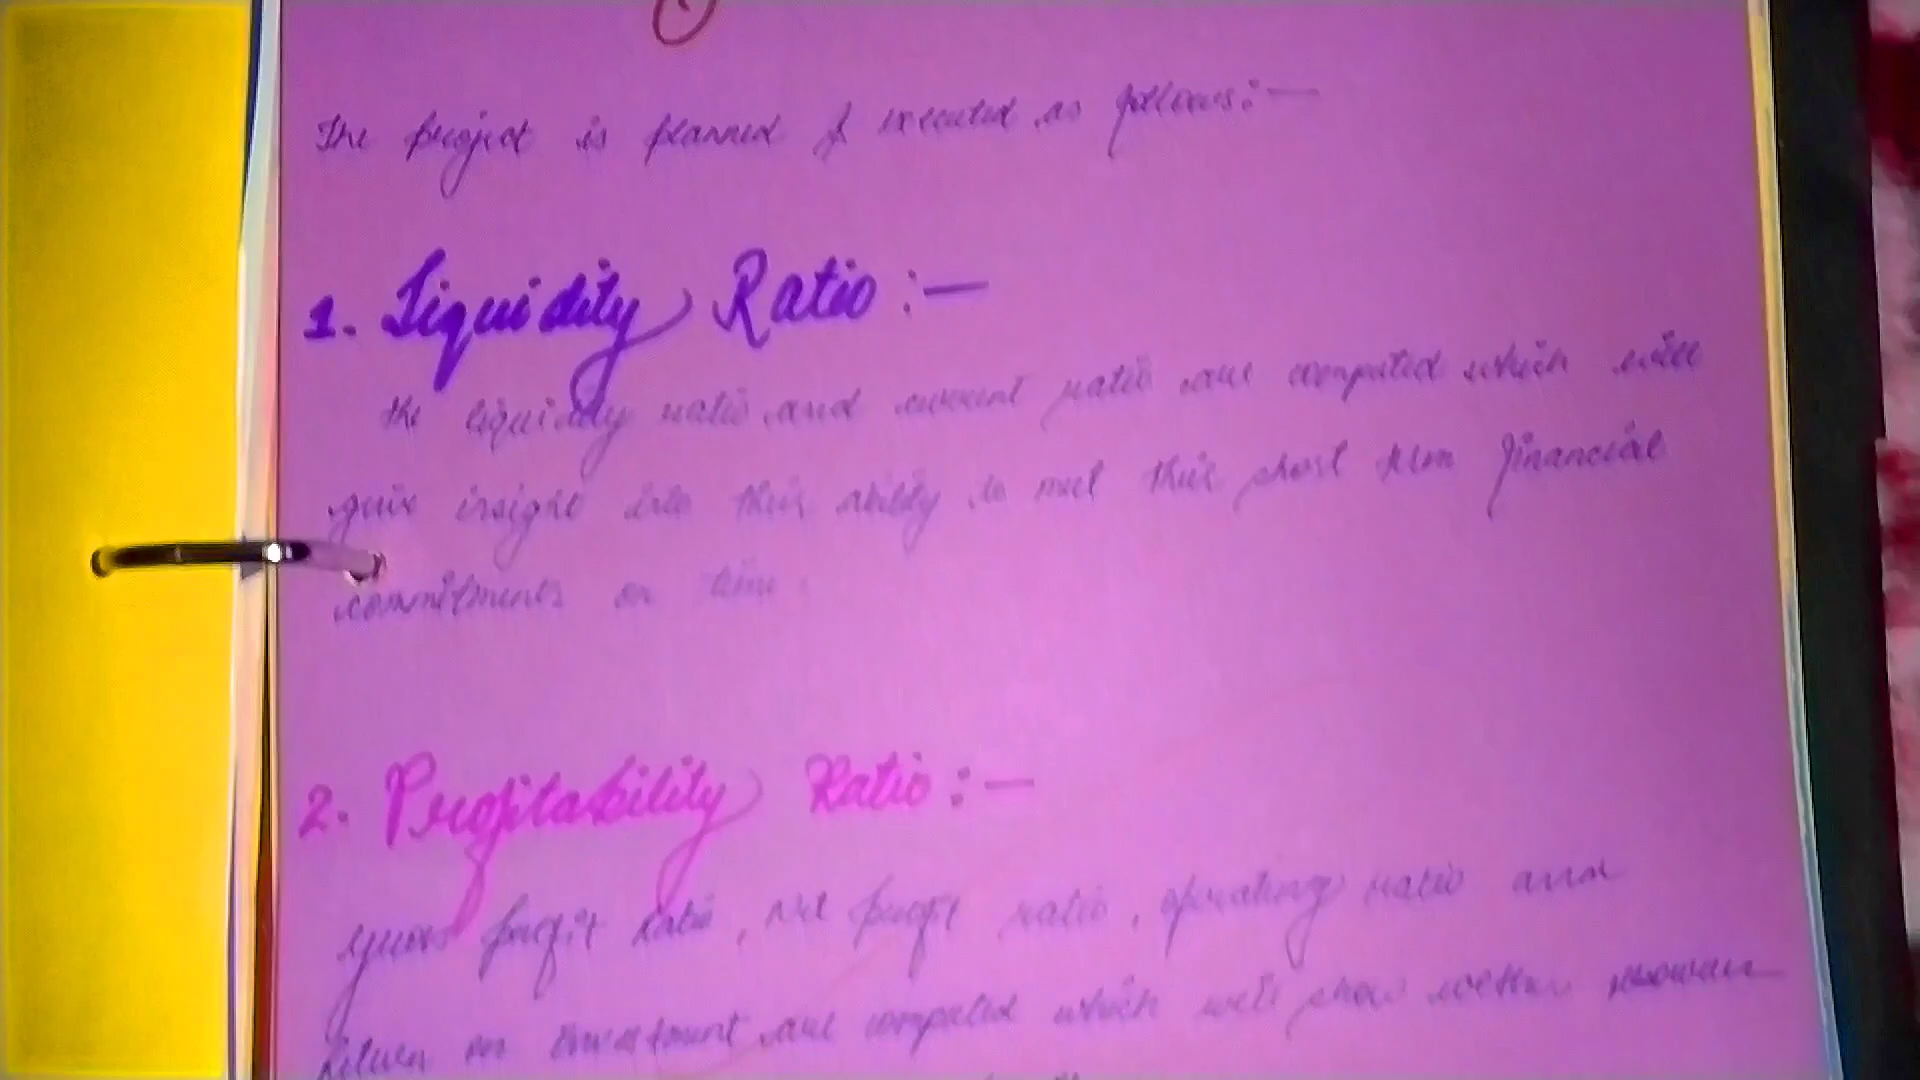 The project is planned & executed as follows:-
1. Liquidity Ratio :-
the liquidity ratio and current ratio are computed which will
give insight into their ability to meet their short term financial
commitments on time.
2. Profitability Ratio :-
Gross profit Ratio, Net profit ratio, operating ratio and
Return on Investment are computed which will show